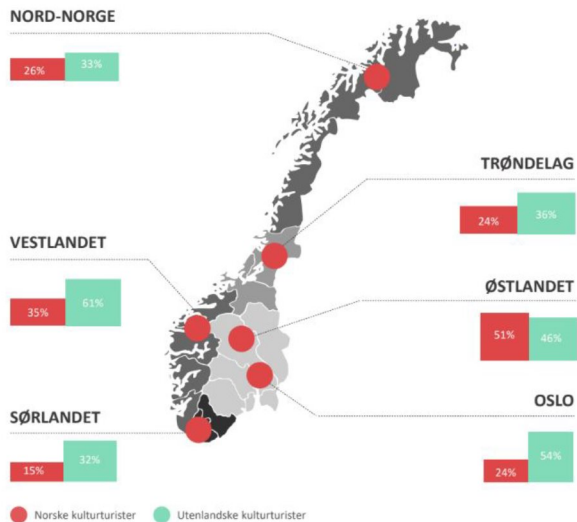 NORD-NORGE
26% 33%
TRØNDELAG
24% 36%
VESTLANDET
35% 61%
ØSTLANDET
51% 46%
SØRLANDET
15% 32%
OSLO
24% 54%
Norske kulturturister Utenlandske kulturturister